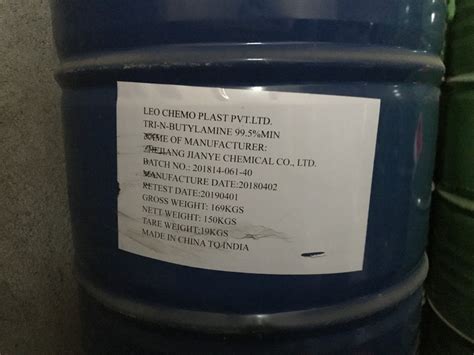 LEO CHEMO PLAST PVT.LTD.
TRI-N-BUTYLAMINE 99.5%MIN
NAME OF MANUFACTURER:
ZHEJIANG JIANYE CHEMICAL CO., LTD.
BATCH NO.: 201814-061-40
MANUFACTURE DATE:20180402
RETEST DATE:20190401
GROSS WEIGHT: 169KGS
NETT WEIGHT: 150KGS
TARE WEIGHT:19KGS
MADE IN CHINA TO INDIA